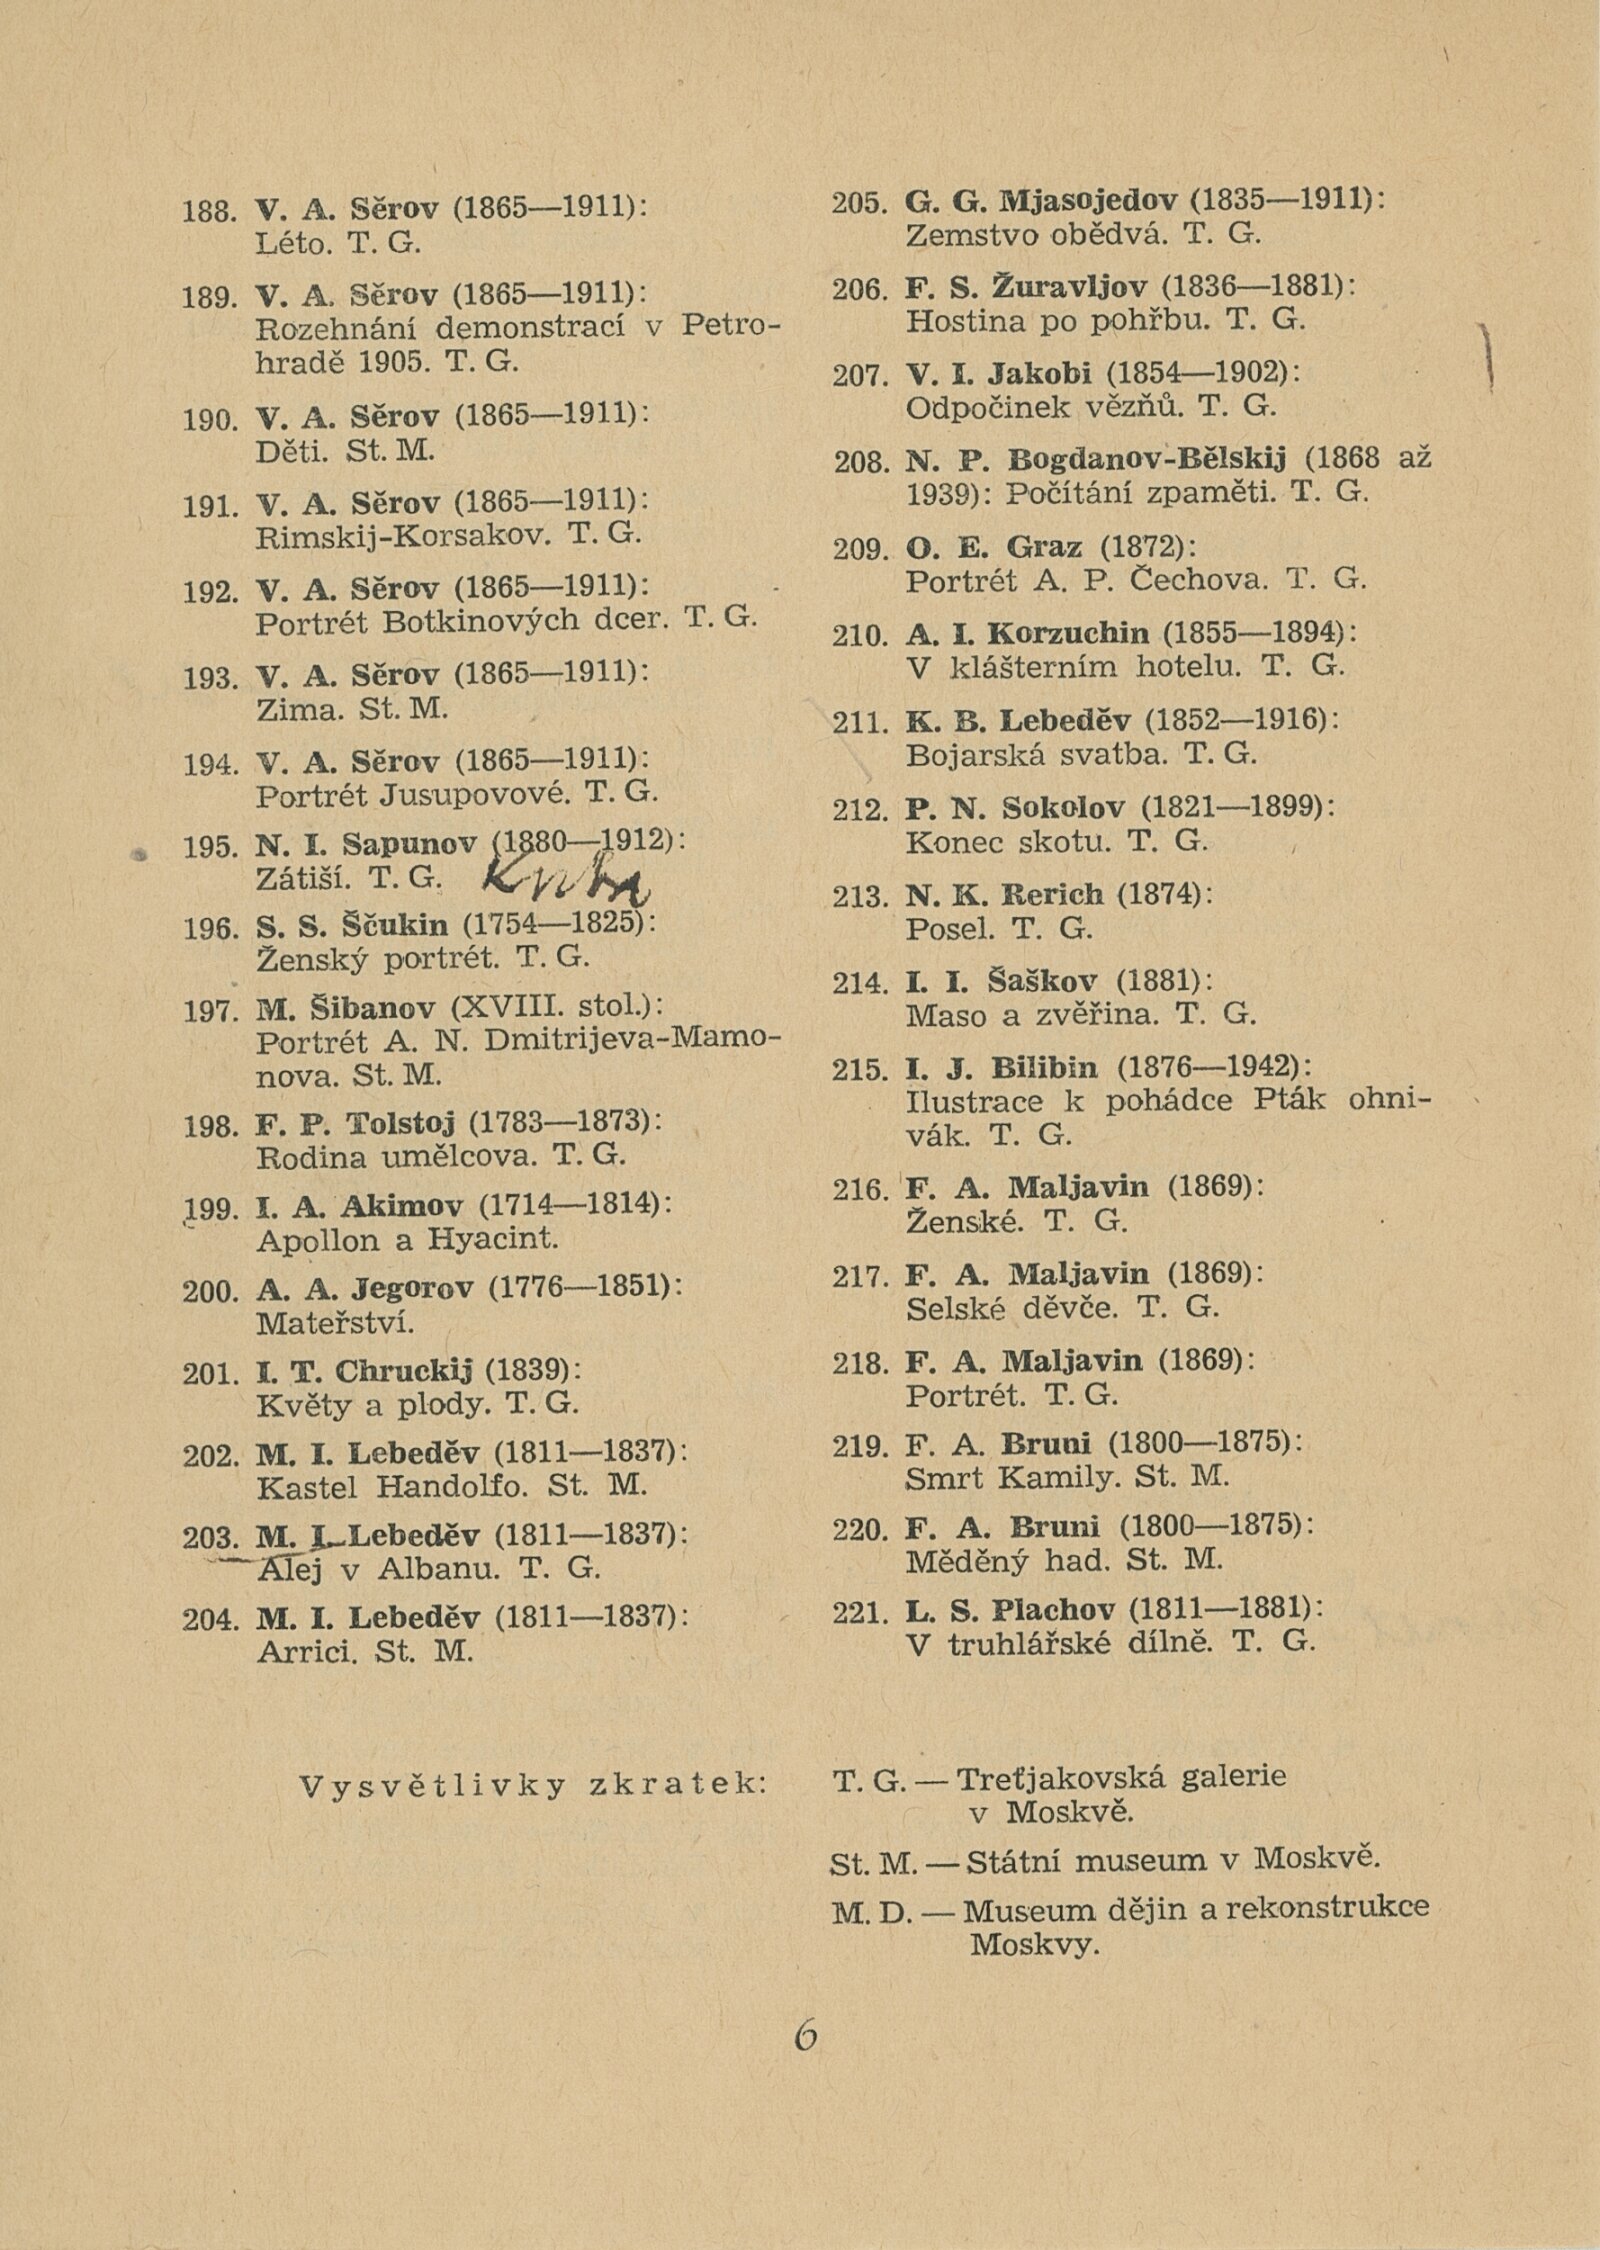 188. V. A. Sěrov (1865—1911):
Léto. T. G.
189. V. A. Sěrov (1865—1911):
Rozehnání demonstrací v Petro-
hradě 1905. T. G.
190. V. A. Sěrov (1865—1911):
Děti. St. M.
191. V. A. Sěrov (1865—1911):
Rimskij-Korsakov. T. G.
192. V. A. Sěrov (1865—1911):
Portrét Botkinových dcer. T. G.
193. V. A. Sěrov (1865—1911):
Zima. St. M.
194. V. A. Sěrov (1865—1911):
Portrét Jusupovové. T. G.
195. N. I. Sapunov (1880—1912):
Zátiší. T. G.
196. S. S. Ščukin (1754—1825):
Ženský portrét. T. G.
197. M. Šibanov (XVIII. stol.):
Portrét A. N. Dmitrijeva-Mamo-
nova. St. M.
198. F. P. Tolstoj (1783—1873):
Rodina umělcova. T. G.
199. I. A. Akimov (1714—1814):
Apollon a Hyacint.
200. A. A. Jegorov (1776—1851):
Mateřství.
201. I. T. Chruckij (1839):
Květy a plody. T. G.
202. M. I. Lebeděv (1811—1837):
Kastel Handolfo. St. M.
203. M. I. Lebeděv (1811—1837):
Alej v Albanu. T. G.
204. M. I. Lebeděv (1811—1837):
Arrici. St. M.
205. G. G. Mjasojedov (1835—1911):
Zemstvo obědvá. T. G.
206. F. S. Žuravljov (1836—1881):
Hostina po pohřbu. T. G.
207. V. I. Jakobi (1854—1902):
Odpočinek vězňů. T. G.
208. N. P. Bogdanov-Bělskij (1868 až
1939): Počítání zpaměti. T. G.
209. O. E. Graz (1872):
Portrét A. P. Čechova. T. G.
210. A. I. Korzuchin (1855—1894):
V klášterním hotelu. T. G.
211. K. B. Lebeděv (1852—1916):
Bojarská svatba. T. G.
212. P. N. Sokolov (1821—1899):
Konec skotu. T. G.
213. N. K. Rerich (1874):
Posel. T. G.
214. I. I. Šaškov (1881):
Maso a zvěřina. T. G.
215. I. J. Bilibin (1876—1942):
Ilustrace k pohádce Pták ohni-
vák. T. G.
216. F. A. Maljavin (1869):
Ženské. T. G.
217. F. A. Maljavin (1869):
Selské děvče. T. G.
218. F. A. Maljavin (1869):
Portrét. T. G.
219. F. A. Bruni (1800—1875):
Smrt Kamily. St. M.
220. F. A. Bruni (1800—1875):
Měděný had. St. M.
221. L. S. Plachov (1811—1881):
V truhlářské dílně. T. G.
Vysvětlivky zkratek:
T. G. — Treťjakovská galerie
v Moskvě.
St. M. — Státní museum v Moskvě.
M. D. — Museum dějin a rekonstrukce
Moskvy.
6